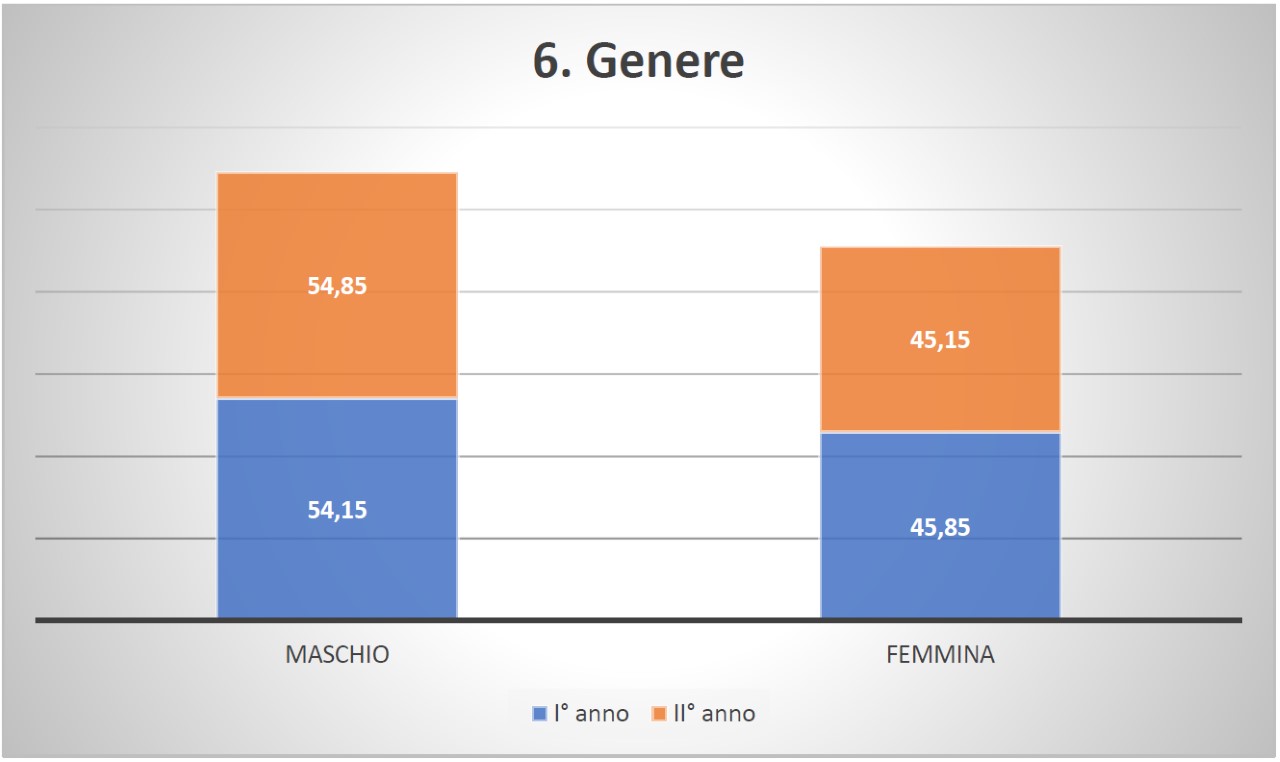 6. Genere
54,85
45,15
54,15
45,85
MASCHIO FEMMINA
I° anno II° anno